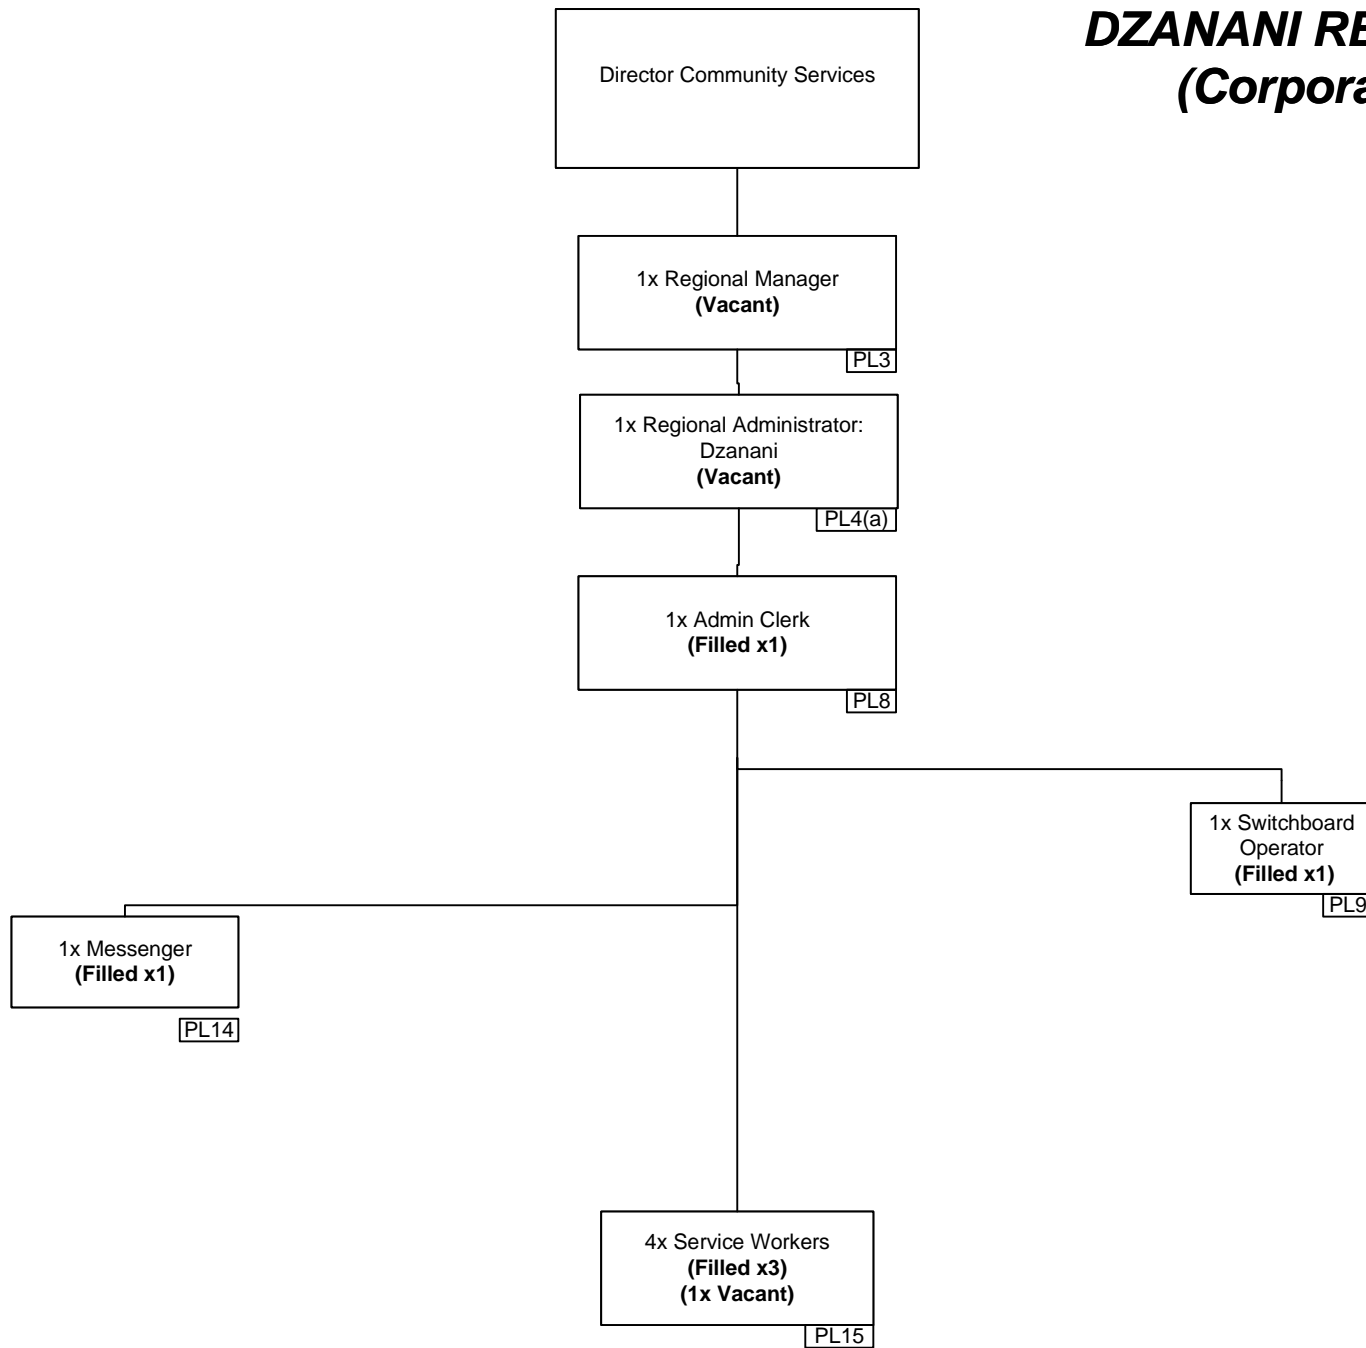 DZANANI RE
(Corpora
Director Community Services
1x Regional Manager
(Vacant)
PL3
1x Regional Administrator:
Dzanani
(Vacant)
PL4(a)
1x Admin Clerk
(Filled x1)
PL8
1x Switchboard
Operator
(Filled x1)
PL9
1x Messenger
(Filled x1)
PL14
4x Service Workers
(Filled x3)
(1x Vacant)
PL15